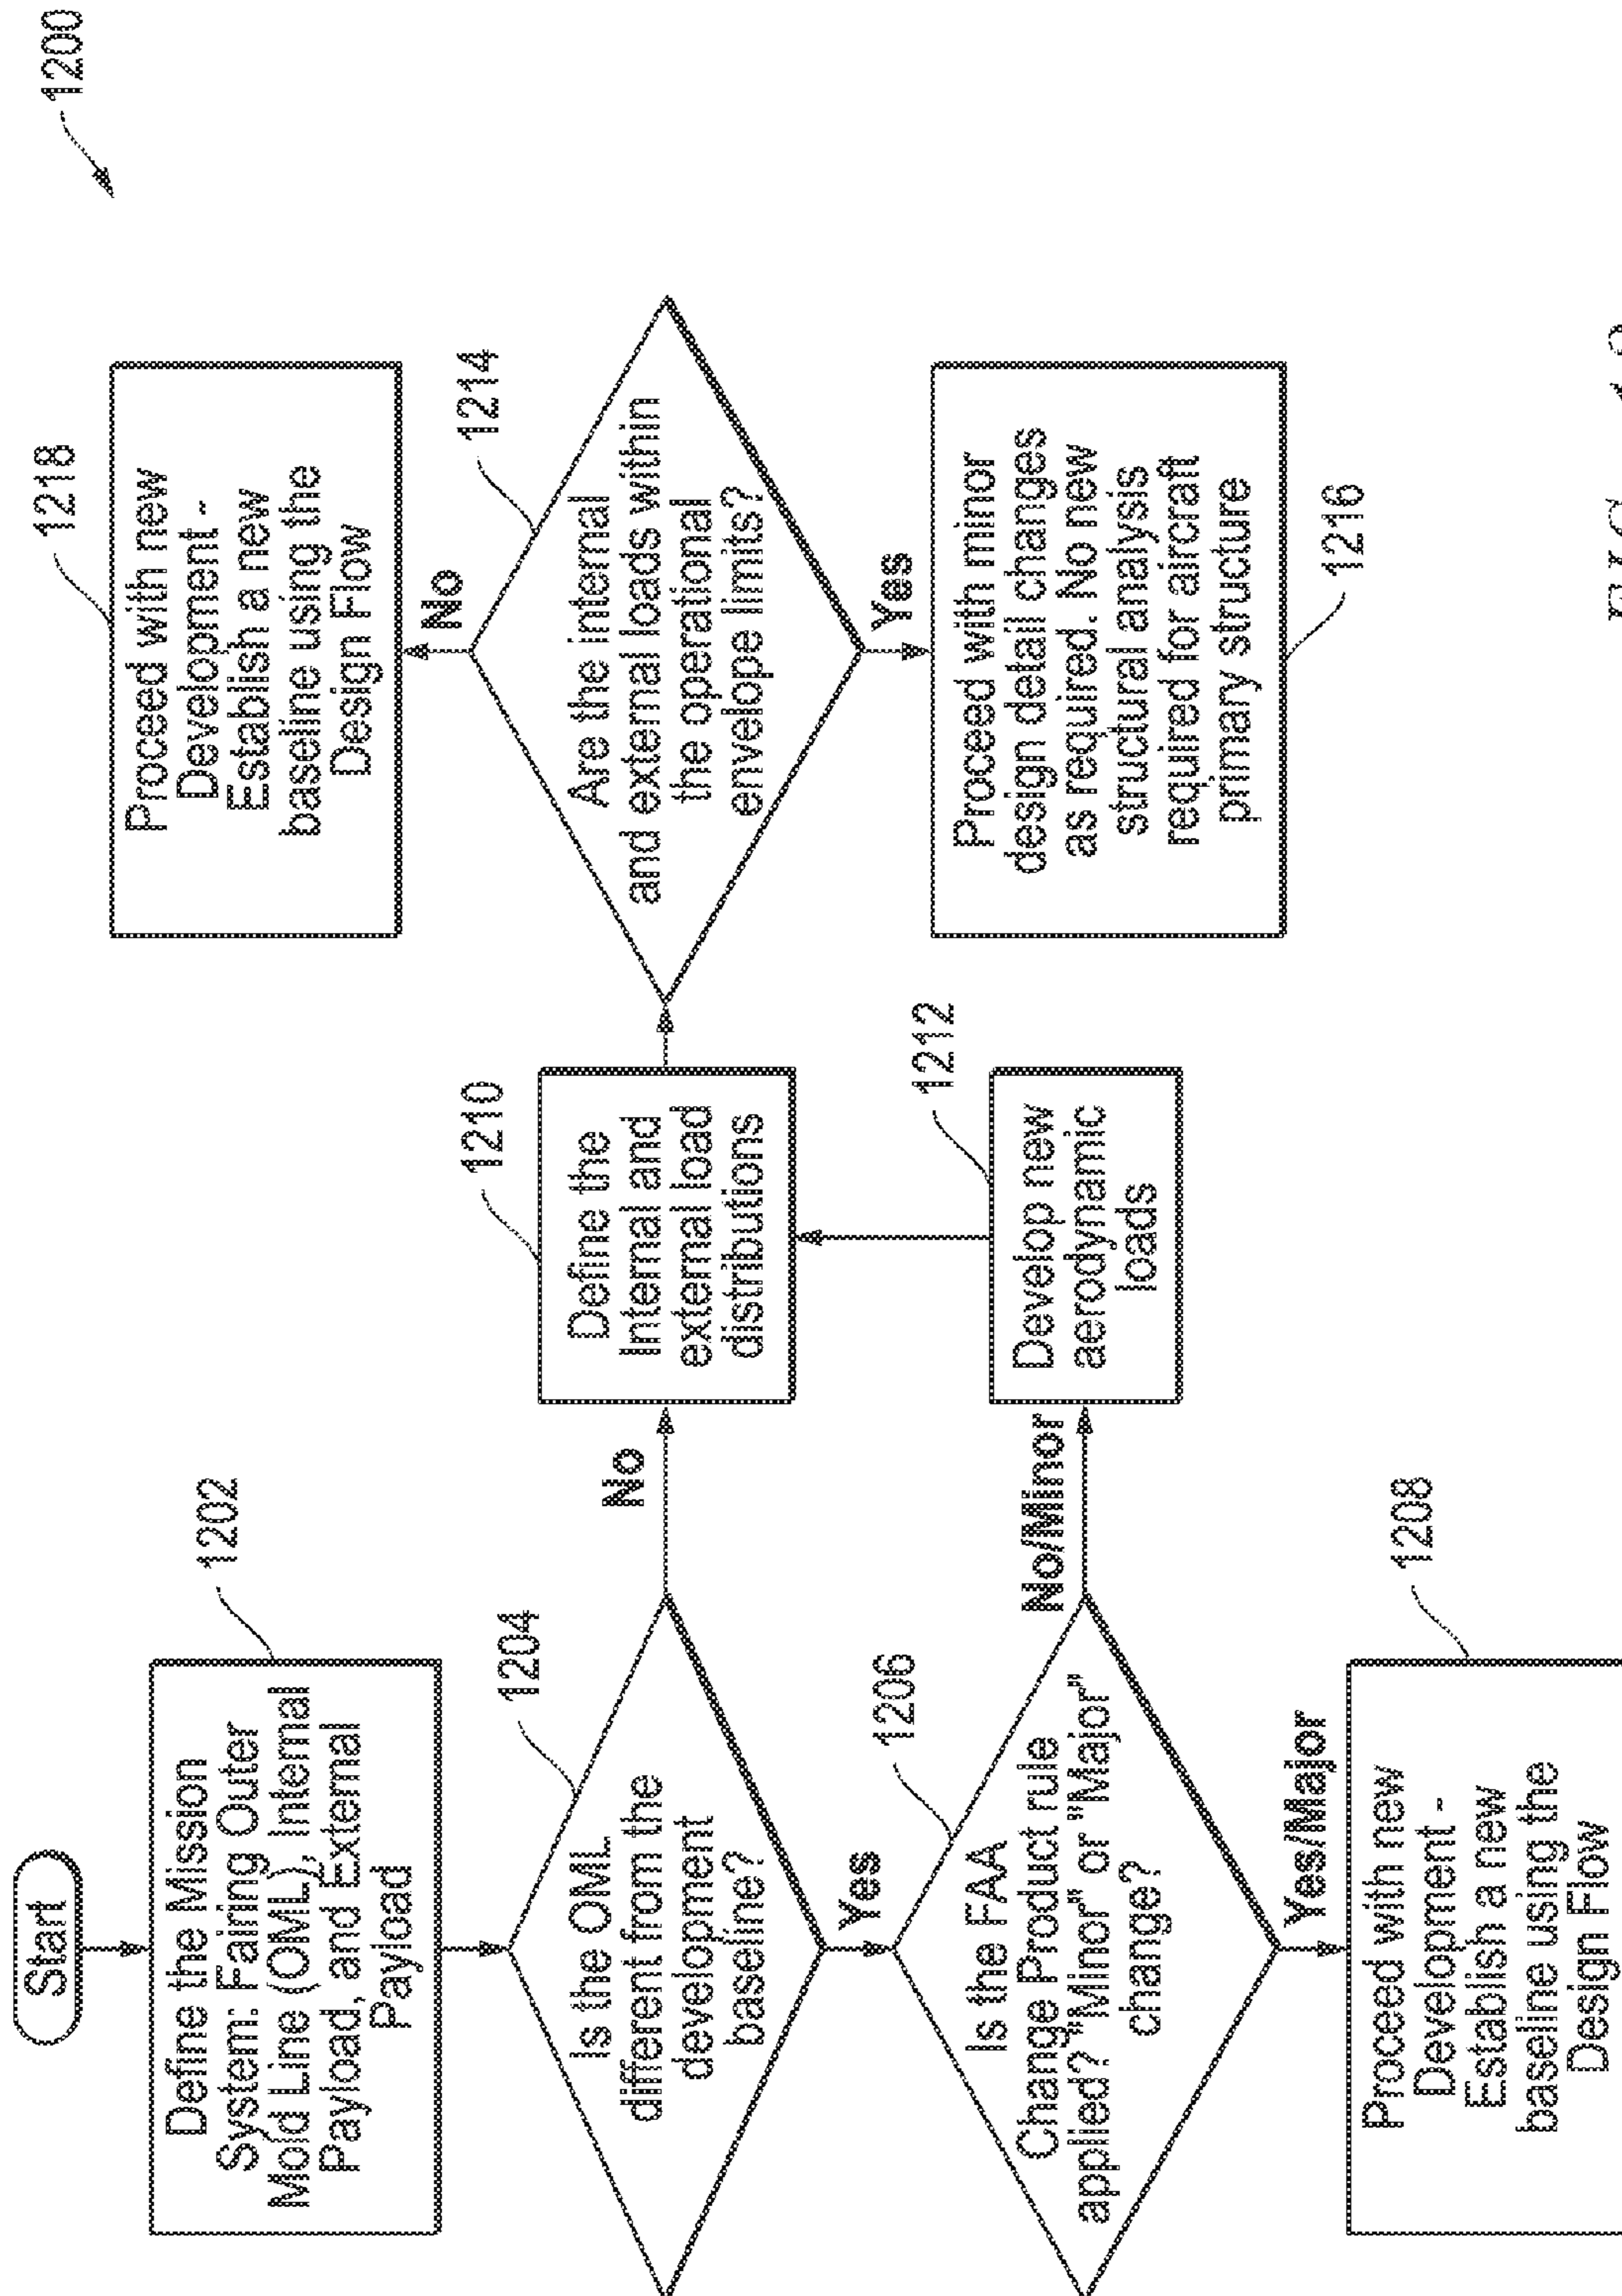 1200
Start
1202
Define the Mission
System: Fairing Outer
Mold Line (OML), Internal
Payload, and External
Payload
1204
Is the OML
different from the
development
baseline?
No
Yes
1206
Is the FAA
Change Product rule
applied? "Minor" or "Major"
change?
No/Minor
Yes/Major
1208
Proceed with new
Development -
Establish a new
baseline using the
Design Flow
1210
Define the
internal and
external load
distributions
1212
Develop new
aerodynamic
loads
1214
Are the internal
and external loads within
the operational
envelope limits?
No
Yes
1218
Proceed with new
Development -
Establish a new
baseline using the
Design Flow
1216
Proceed with minor
design detail changes
as required. No new
structural analysis
required for aircraft
primary structure